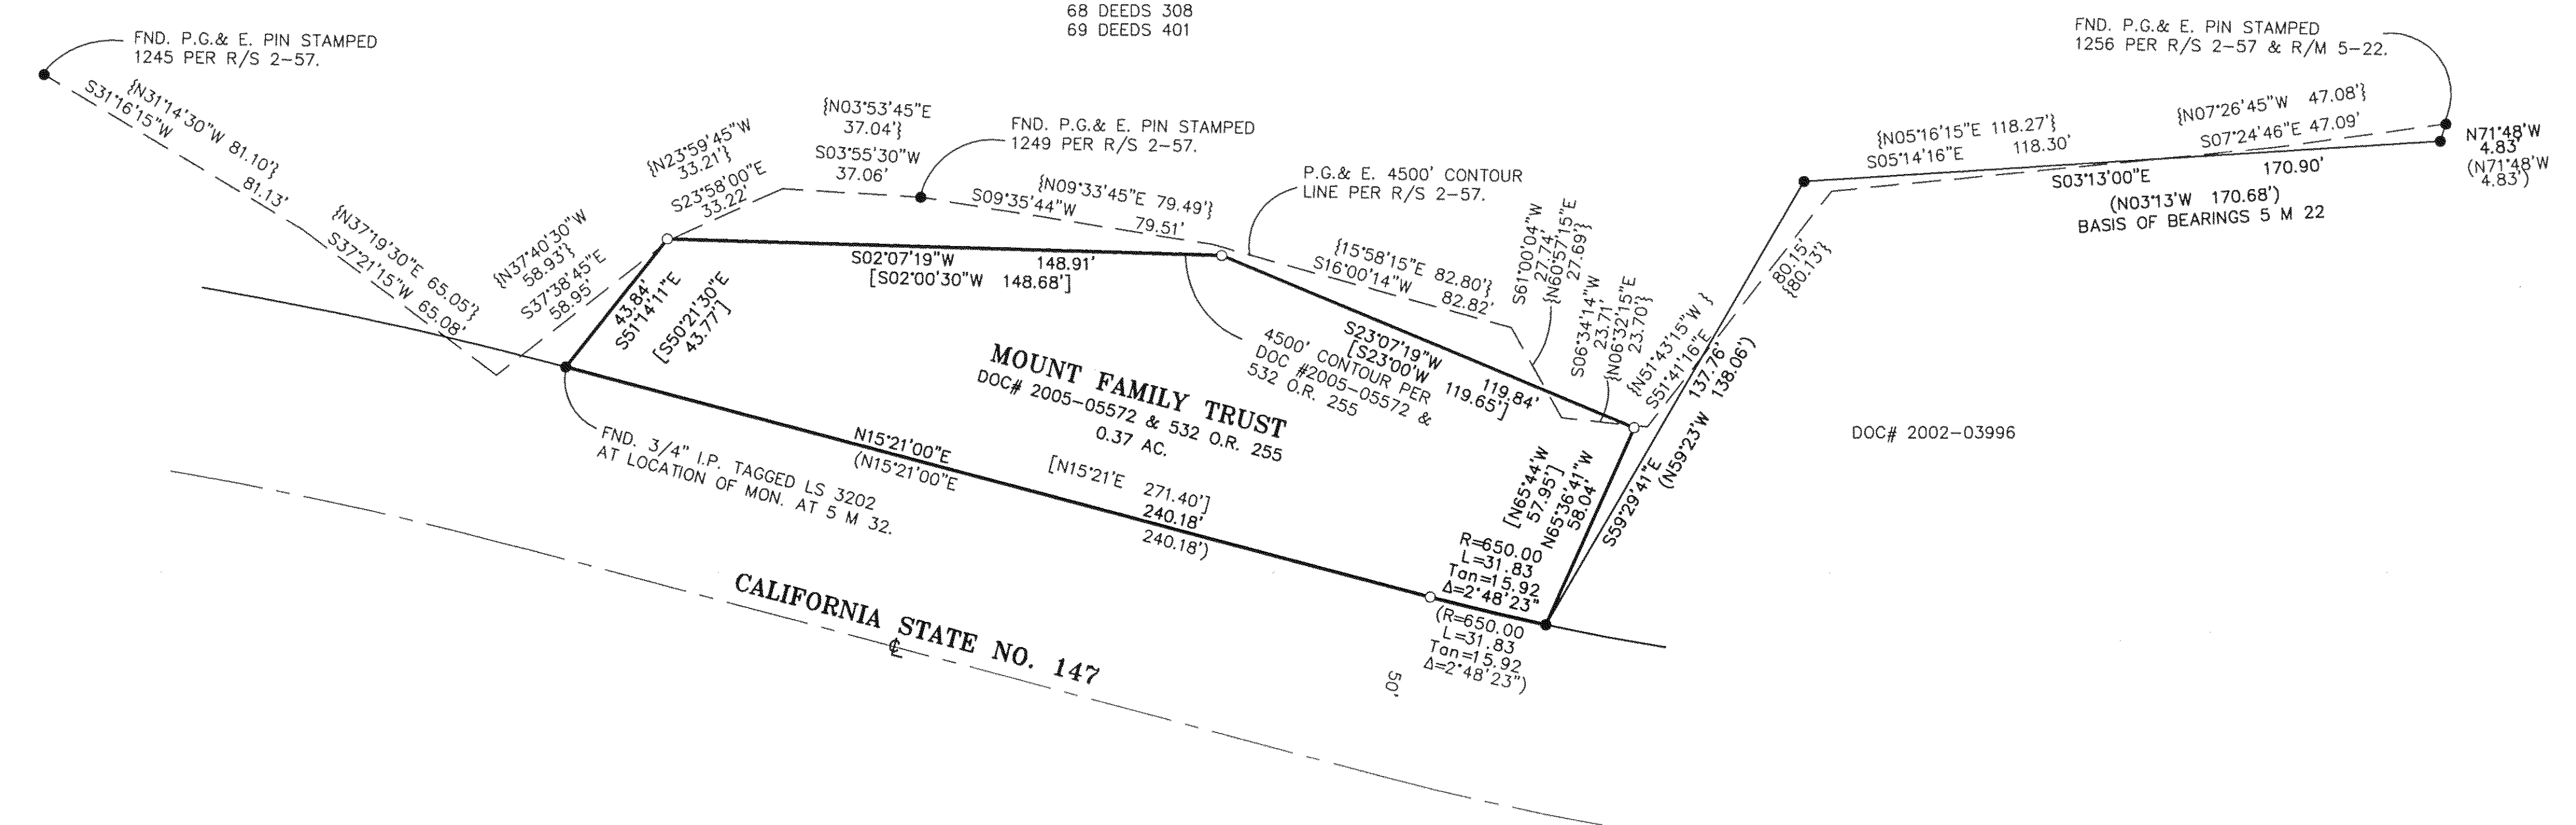 68 DEEDS 308
69 DEEDS 401
FND. P.G.& E. PIN STAMPED
1245 PER R/S 2-57.
{N31°14'30"W 81.10'}
S31°16'15"W 81.13'
{N37°19'30"E 65.05'}
S37°21'15"W 65.08'
{N37°40'30"W
58.93'}
S37°38'45"E
58.95'
{N23°59'45"W
33.21'}
S23°58'00"E
33.22'
{N03°53'45"E
37.04'}
S03°55'30"W
37.06'
FND. P.G.& E. PIN STAMPED
1249 PER R/S 2-57.
{N09°33'45"E 79.49'}
S09°35'44"W 79.51'
P.G.& E. 4500' CONTOUR
LINE PER R/S 2-57.
{15°58'15"E 82.80'}
S16°00'14"W 82.82'
S61°00'04"W
27.74'
{N60°57'15"E
27.69'}
S06°34'14"W
23.71'
{N06°32'15"E
23.70'}
{N51°43'15"W }
S51°41'16"E
80.15'
{80.13'}
FND. P.G.& E. PIN STAMPED
1256 PER R/S 2-57 & R/M 5-22.
{N05°16'15"E 118.27'}
S05°14'16"E 118.30'
{N07°26'45"W 47.08'}
S07°24'46"E 47.09'
N71°48'W
4.83'
(N71°48'W
4.83')
S03°13'00"E 170.90'
(N03°13'W 170.68')
BASIS OF BEARINGS 5 M 22
43.84'
S51°14'11"E
[S50°21'30"E
43.77']
S02°07'19"W 148.91'
[S02°00'30"W 148.68']
S23°07'19"W 119.84'
[S23°00'W 119.65']
4500' CONTOUR PER
DOC #2005-05572 &
532 O.R. 255
MOUNT FAMILY TRUST
DOC# 2005-05572 & 532 O.R. 255
0.37 AC.
137.76'
S59°29'41"E
(N59°23'W 138.06')
DOC# 2002-03996
[N65°44'W
57.95']
N65°36'41"W
58.04'
FND. 3/4" I.P. TAGGED LS 3202
AT LOCATION OF MON. AT 5 M 32.
[N15°21'E 271.40']
N15°21'00"E 240.18'
(N15°21'00"E 240.18')
R=650.00
L=31.83
Tan=15.92
Δ=2°48'23"
(R=650.00
L=31.83
Tan=15.92
Δ=2°48'23")
50'
CALIFORNIA STATE NO. 147
℄